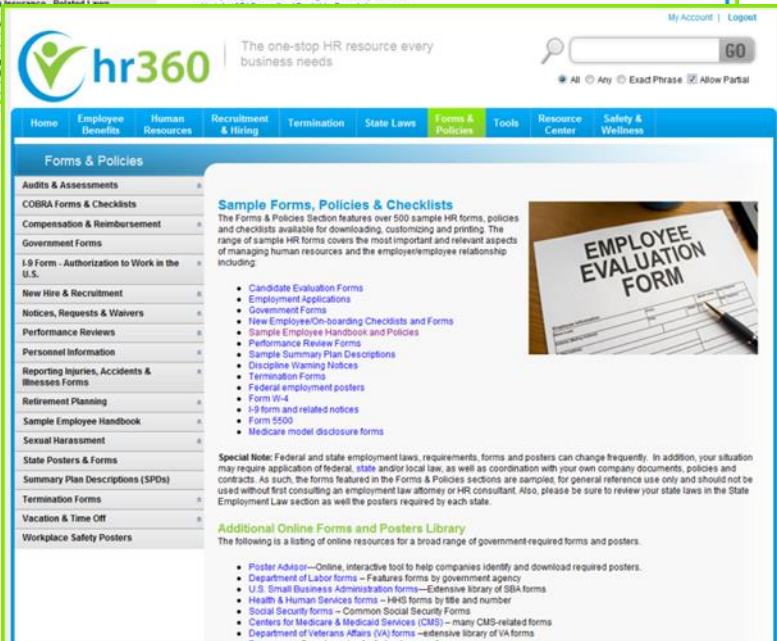 Insurance - Related Laws
My Account | Logout
hr360
The one-stop HR resource every
business needs
GO
All Any Exact Phrase Allow Partial
Home
Employee Benefits
Human Resources
Recruitment & Hiring
Termination
State Laws
Forms & Policies
Tools
Resource Center
Safety & Wellness
Forms & Policies
Audits & Assessments
COBRA Forms & Checklists
Compensation & Reimbursement
Government Forms
I-9 Form - Authorization to Work in the
U.S.
New Hire & Recruitment
Notices, Requests & Waivers
Performance Reviews
Personnel Information
Reporting Injuries, Accidents &
Illnesses Forms
Retirement Planning
Sample Employee Handbook
Sexual Harassment
State Posters & Forms
Summary Plan Descriptions (SPDs)
Termination Forms
Vacation & Time Off
Workplace Safety Posters
Sample Forms, Policies & Checklists
The Forms & Policies Section features over 500 sample HR forms, policies
and checklists available for downloading, customizing and printing. The
range of sample HR forms covers the most important and relevant aspects
of managing human resources and the employer/employee relationship
including:
Candidate Evaluation Forms
Employment Applications
Government Forms
New Employee/On-boarding Checklists and Forms
Sample Employee Handbook and Policies
Performance Review Forms
Sample Summary Plan Descriptions
Discipline Warning Notices
Termination Forms
Federal employment posters
Form W-4
I-9 form and related notices
Form 5500
Medicare model disclosure forms
EMPLOYEE
EVALUATION
FORM
Special Note: Federal and state employment laws, requirements, forms and posters can change frequently. In addition, your situation
may require application of federal, state and/or local law, as well as coordination with your own company documents, policies and
contracts. As such, the forms featured in the Forms & Policies sections are samples, for general reference use only and should not be
used without first consulting an employment law attorney or HR consultant. Also, please be sure to review your state laws in the State
Employment Law section as well the posters required by each state.
Additional Online Forms and Posters Library
The following is a listing of online resources for a broad range of government-required forms and posters.
Poster Advisor—Online, interactive tool to help companies identify and download required posters.
Department of Labor forms – Features forms by government agency
U.S. Small Business Administration forms—Extensive library of SBA forms
Health & Human Services forms – HHS forms by title and number
Social Security forms – Common Social Security Forms
Centers for Medicare & Medicaid Services (CMS) – many CMS-related forms
Department of Veterans Affairs (VA) forms –extensive library of VA forms